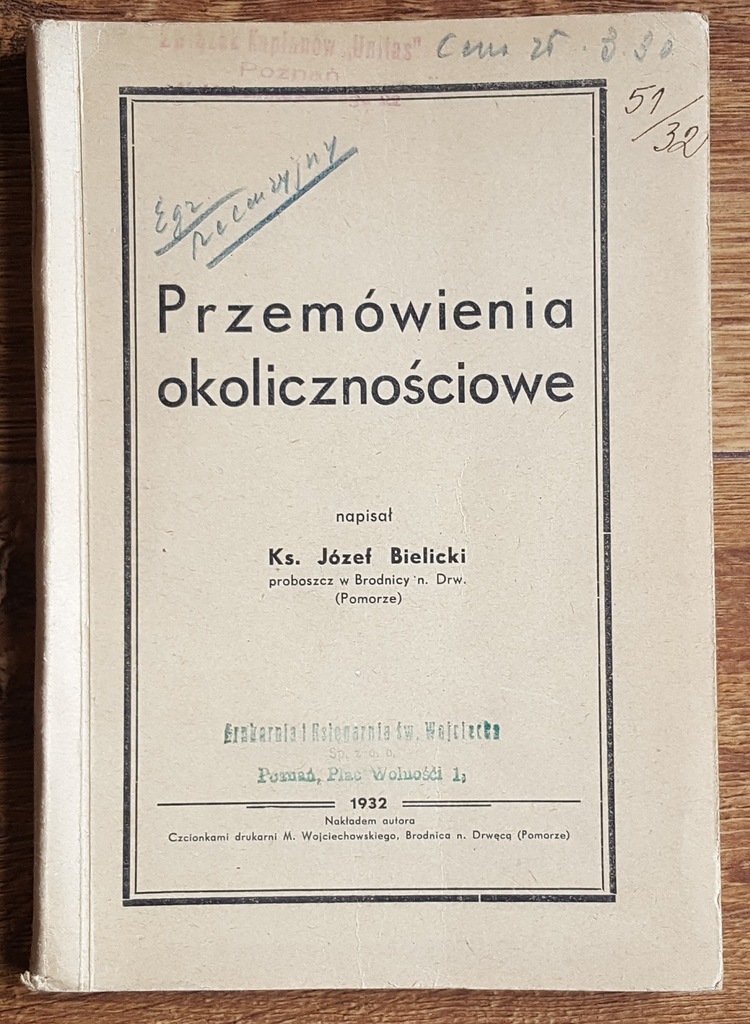 Związek Kapłanów „Unitas"
Poznań
Cena zł. 3.30
51/32
Egz.
recenzyjny
Przemówienia
okolicznościowe
napisał
Ks. Józef Bielicki
proboszcz w Brodnicy n. Drw.
(Pomorze)
Drukarnia i Księgarnia św. Wojciecha
Sp. z o. o.
Poznań, Plac Wolności 1,
1932
Nakładem autora
Czcionkami drukarni M. Wojciechowskiego, Brodnica n. Drwęcą (Pomorze)